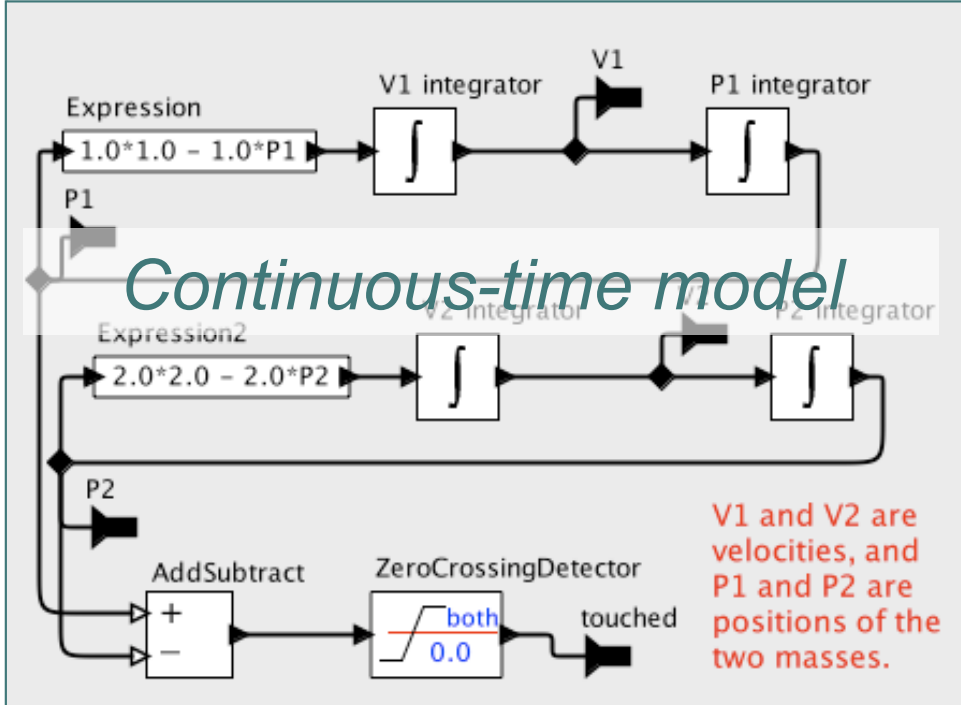 V1
V1 integrator
P1 integrator
Expression
1.0*1.0 – 1.0*P1
P1
Continuous-time model
V2 integrator
V2
P2 integrator
Expression2
2.0*2.0 – 2.0*P2
P2
V1 and V2 are
velocities, and
P1 and P2 are
positions of the
two masses.
AddSubtract
ZeroCrossingDetector
+
both
touched
–
0.0